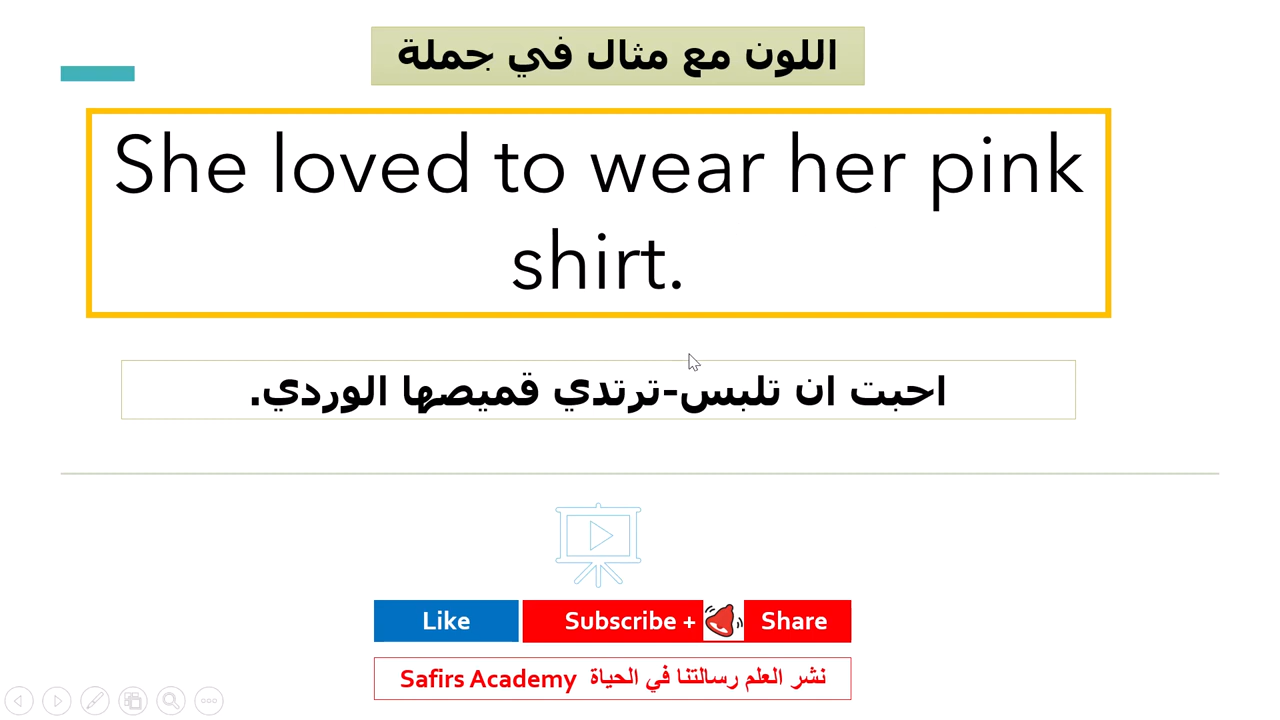 اللون مع مثال في جملة
She loved to wear her pink
shirt.
احبت ان تلبس-ترتدي قميصها الوردي.
Like
Subscribe +
Share
نشر العلم رسالتنا في الحياة Safirs Academy